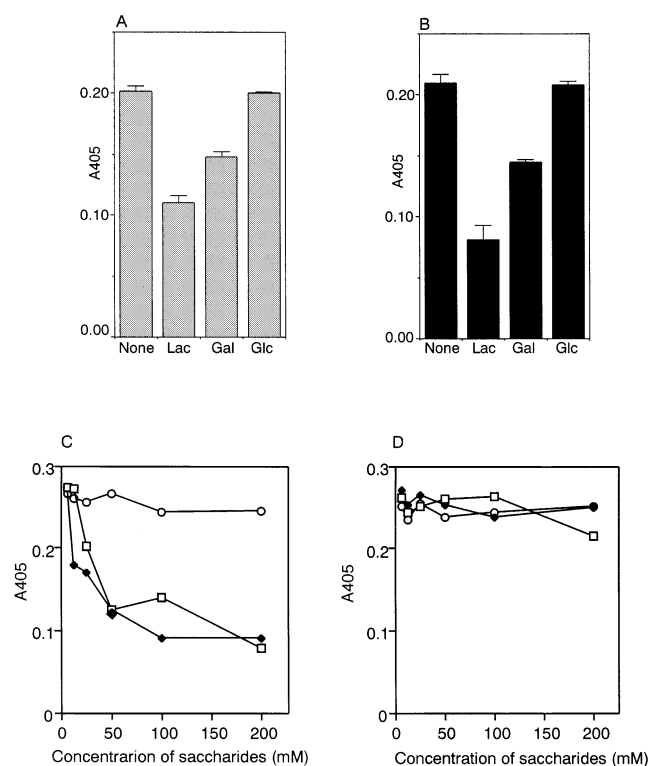 A
0.20
A405
0.10
0.00
None Lac Gal Glc
B
0.20
A405
0.10
0.00
None Lac Gal Glc
C
0.3
0.2
A405
0.1
0
0 50 100 150 200
Concentrarion of saccharides (mM)
D
0.3
0.2
A405
0.1
0
0 50 100 150 200
Concentration of saccharides (mM)